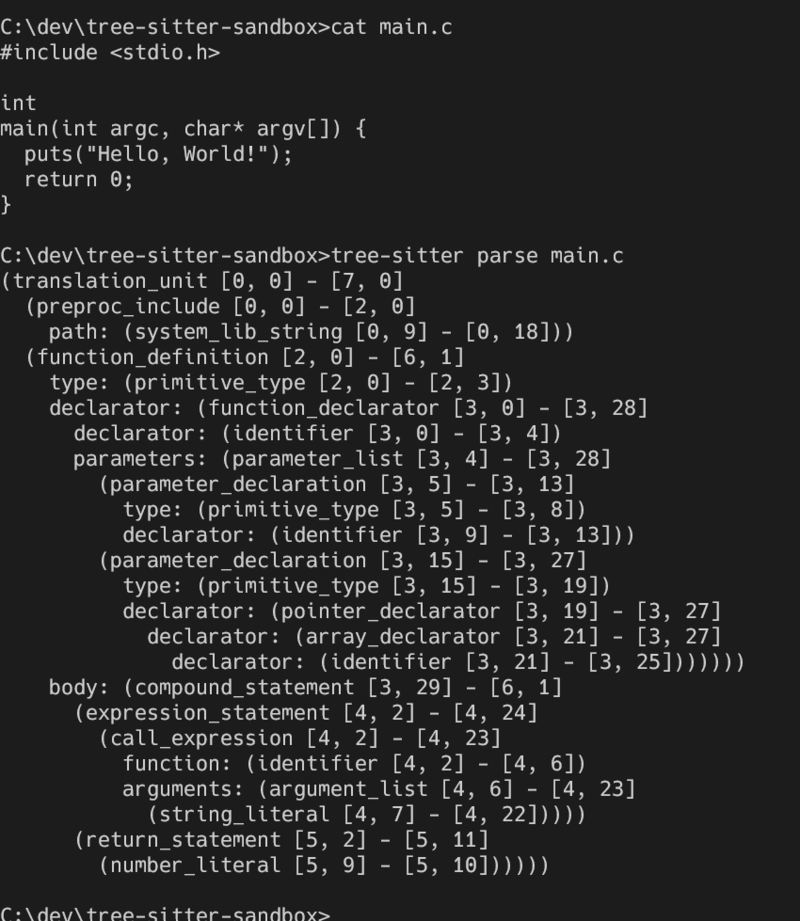 C:\dev\tree-sitter-sandbox>cat main.c
#include <stdio.h>

int
main(int argc, char* argv[]) {
  puts("Hello, World!");
  return 0;
}

C:\dev\tree-sitter-sandbox>tree-sitter parse main.c
(translation_unit [0, 0] - [7, 0]
  (preproc_include [0, 0] - [2, 0]
    path: (system_lib_string [0, 9] - [0, 18]))
  (function_definition [2, 0] - [6, 1]
    type: (primitive_type [2, 0] - [2, 3])
    declarator: (function_declarator [3, 0] - [3, 28]
      declarator: (identifier [3, 0] - [3, 4])
      parameters: (parameter_list [3, 4] - [3, 28]
        (parameter_declaration [3, 5] - [3, 13]
          type: (primitive_type [3, 5] - [3, 8])
          declarator: (identifier [3, 9] - [3, 13]))
        (parameter_declaration [3, 15] - [3, 27]
          type: (primitive_type [3, 15] - [3, 19])
          declarator: (pointer_declarator [3, 19] - [3, 27]
            declarator: (array_declarator [3, 21] - [3, 27]
              declarator: (identifier [3, 21] - [3, 25]))))))
    body: (compound_statement [3, 29] - [6, 1]
      (expression_statement [4, 2] - [4, 24]
        (call_expression [4, 2] - [4, 23]
          function: (identifier [4, 2] - [4, 6])
          arguments: (argument_list [4, 6] - [4, 23]
            (string_literal [4, 7] - [4, 22]))))
      (return_statement [5, 2] - [5, 11]
        (number_literal [5, 9] - [5, 10])))))

C:\dev\tree-sitter-sandbox>